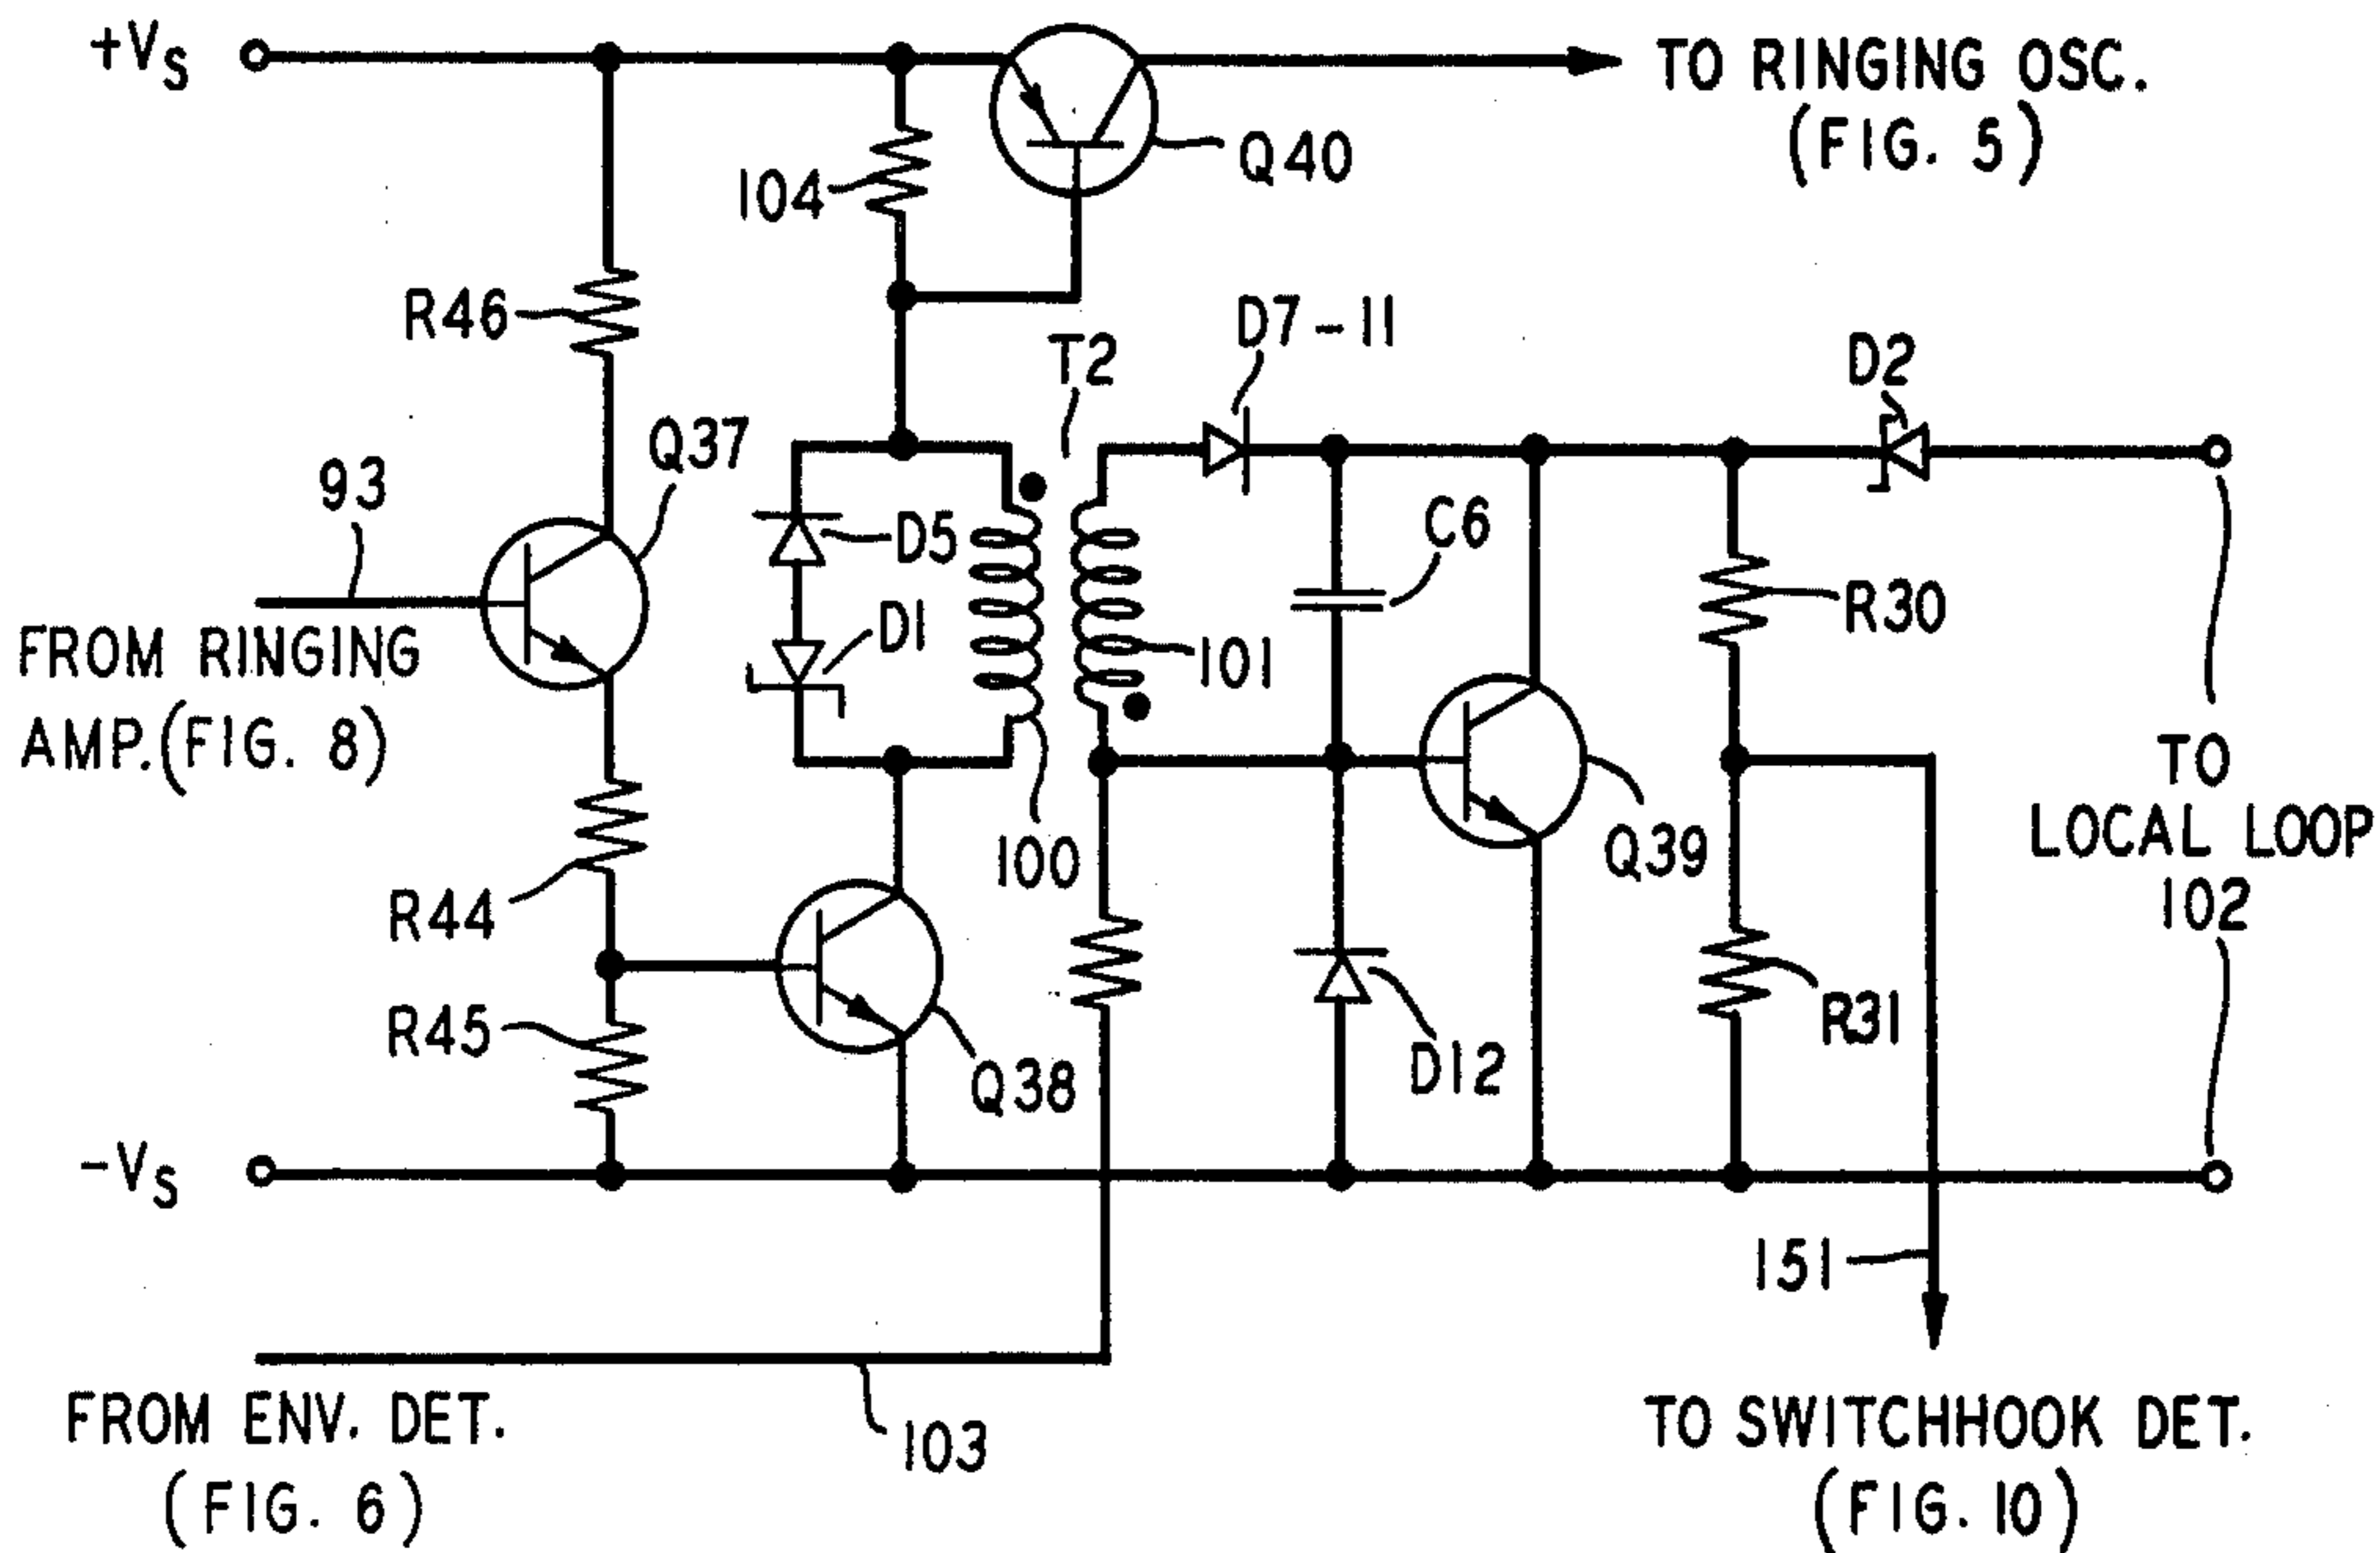 +VS
TO RINGING OSC.
(FIG. 5)
Q40
104
R46
D7-11
T2
D2
Q37
93
D5
C6
R30
D1
101
FROM RINGING
AMP. (FIG. 8)
TO
LOCAL LOOP
102
Q39
100
R44
R45
Q38
D12
R31
-VS
151
FROM ENV. DET.
(FIG. 6)
103
TO SWITCHHOOK DET.
(FIG. 10)